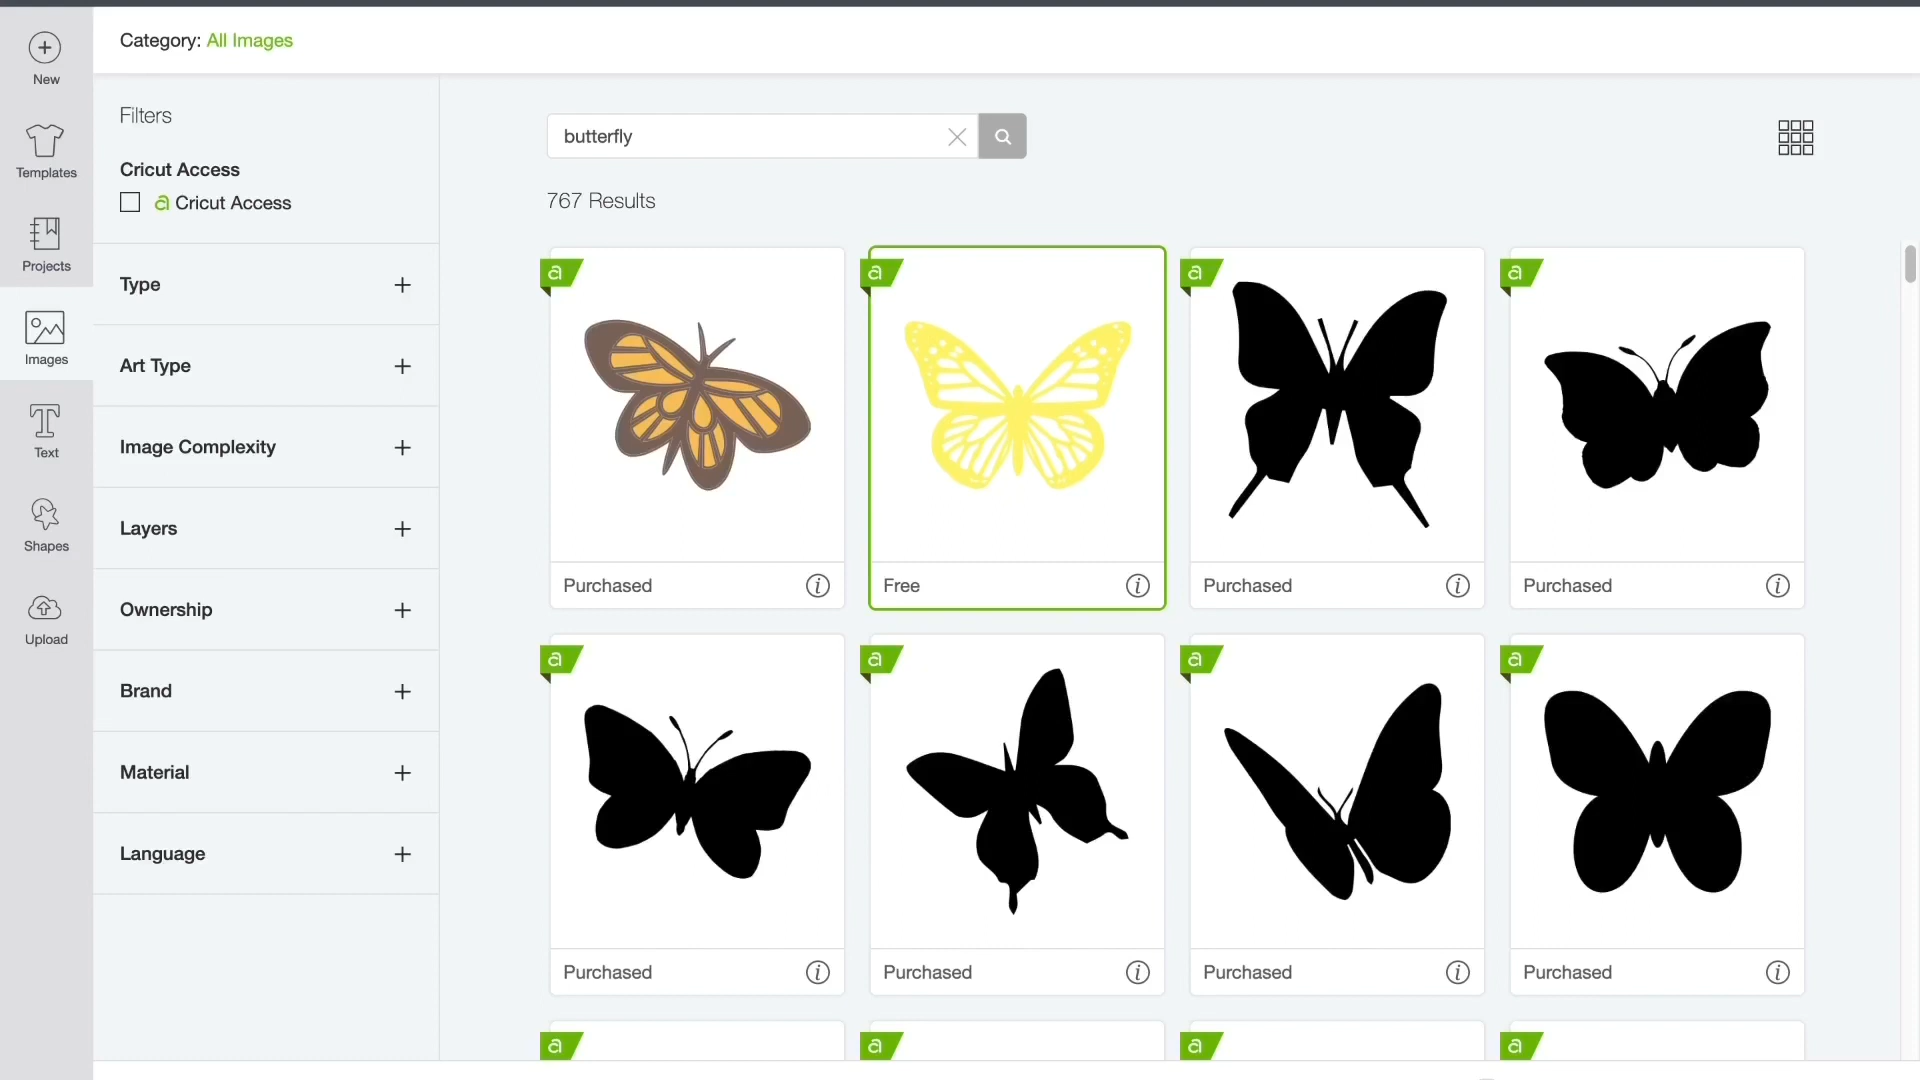 Category: All Images
New
Templates
Projects
Images
Text
Shapes
Upload
Filters
Cricut Access
a Cricut Access
Type
Art Type
Image Complexity
Layers
Ownership
Brand
Material
Language
butterfly
767 Results
a a a a
Purchased i Free i Purchased i Purchased i
a a a a
Purchased i Purchased i Purchased i Purchased i
a a a a